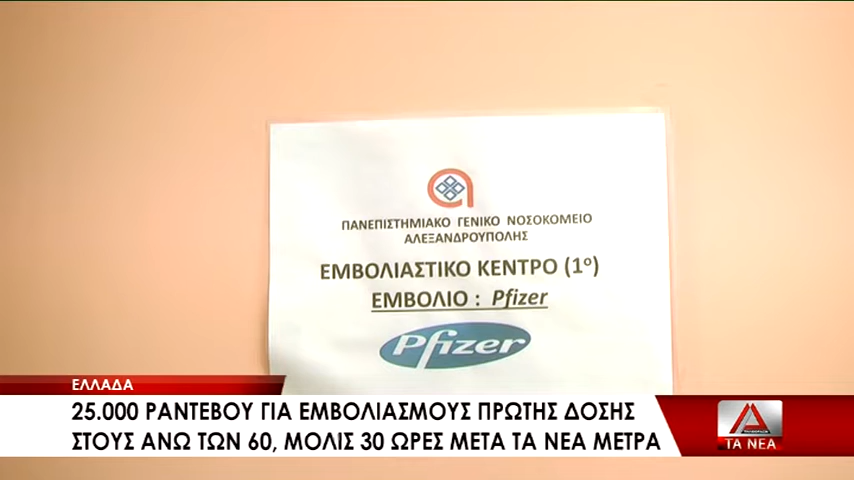 ΠΑΝΕΠΙΣΤΗΜΙΑΚΟ ΓΕΝΙΚΟ ΝΟΣΟΚΟΜΕΙΟ
ΑΛΕΞΑΝΔΡΟΥΠΟΛΗΣ
ΕΜΒΟΛΙΑΣΤΙΚΟ ΚΕΝΤΡΟ (1ο)
ΕΜΒΟΛΙΟ : Pfizer
Pfizer
ΕΛΛΑΔΑ
25.000 ΡΑΝΤΕΒΟΥ ΓΙΑ ΕΜΒΟΛΙΑΣΜΟΥΣ ΠΡΩΤΗΣ ΔΟΣΗΣ
ΣΤΟΥΣ ΑΝΩ ΤΩΝ 60, ΜΟΛΙΣ 30 ΩΡΕΣ ΜΕΤΑ ΤΑ ΝΕΑ ΜΕΤΡΑ
ΤΑ ΝΕΑ